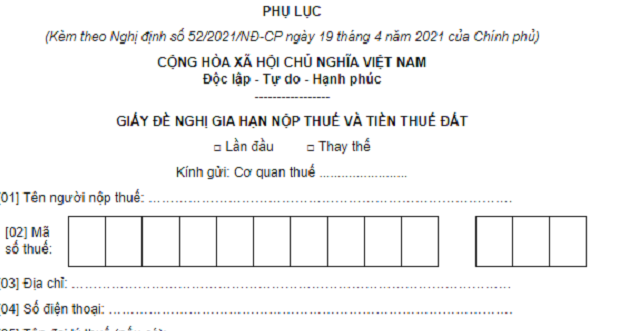 PHỤ LỤC
(Kèm theo Nghị định số 52/2021/NĐ-CP ngày 19 tháng 4 năm 2021 của Chính phủ)
CỘNG HÒA XÃ HỘI CHỦ NGHĨA VIỆT NAM
Độc lập - Tự do - Hạnh phúc
-----------------
GIẤY ĐỀ NGHỊ GIA HẠN NỘP THUẾ VÀ TIỀN THUÊ ĐẤT
□ Lần đầu □ Thay thế
Kính gửi: Cơ quan thuế ........................
[01] Tên người nộp thuế: ....................................................................................................
[02] Mã
số thuế:
[03] Địa chỉ: ........................................................................................................................
[04] Số điện thoại: ..............................................................................................................